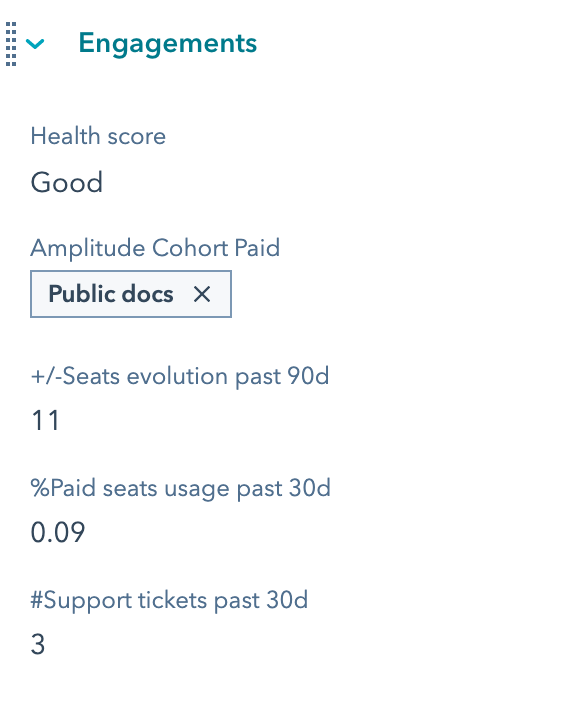 Engagements
Health score
Good
Amplitude Cohort Paid
Public docs
+/-Seats evolution past 90d
11
%Paid seats usage past 30d
0.09
#Support tickets past 30d
3